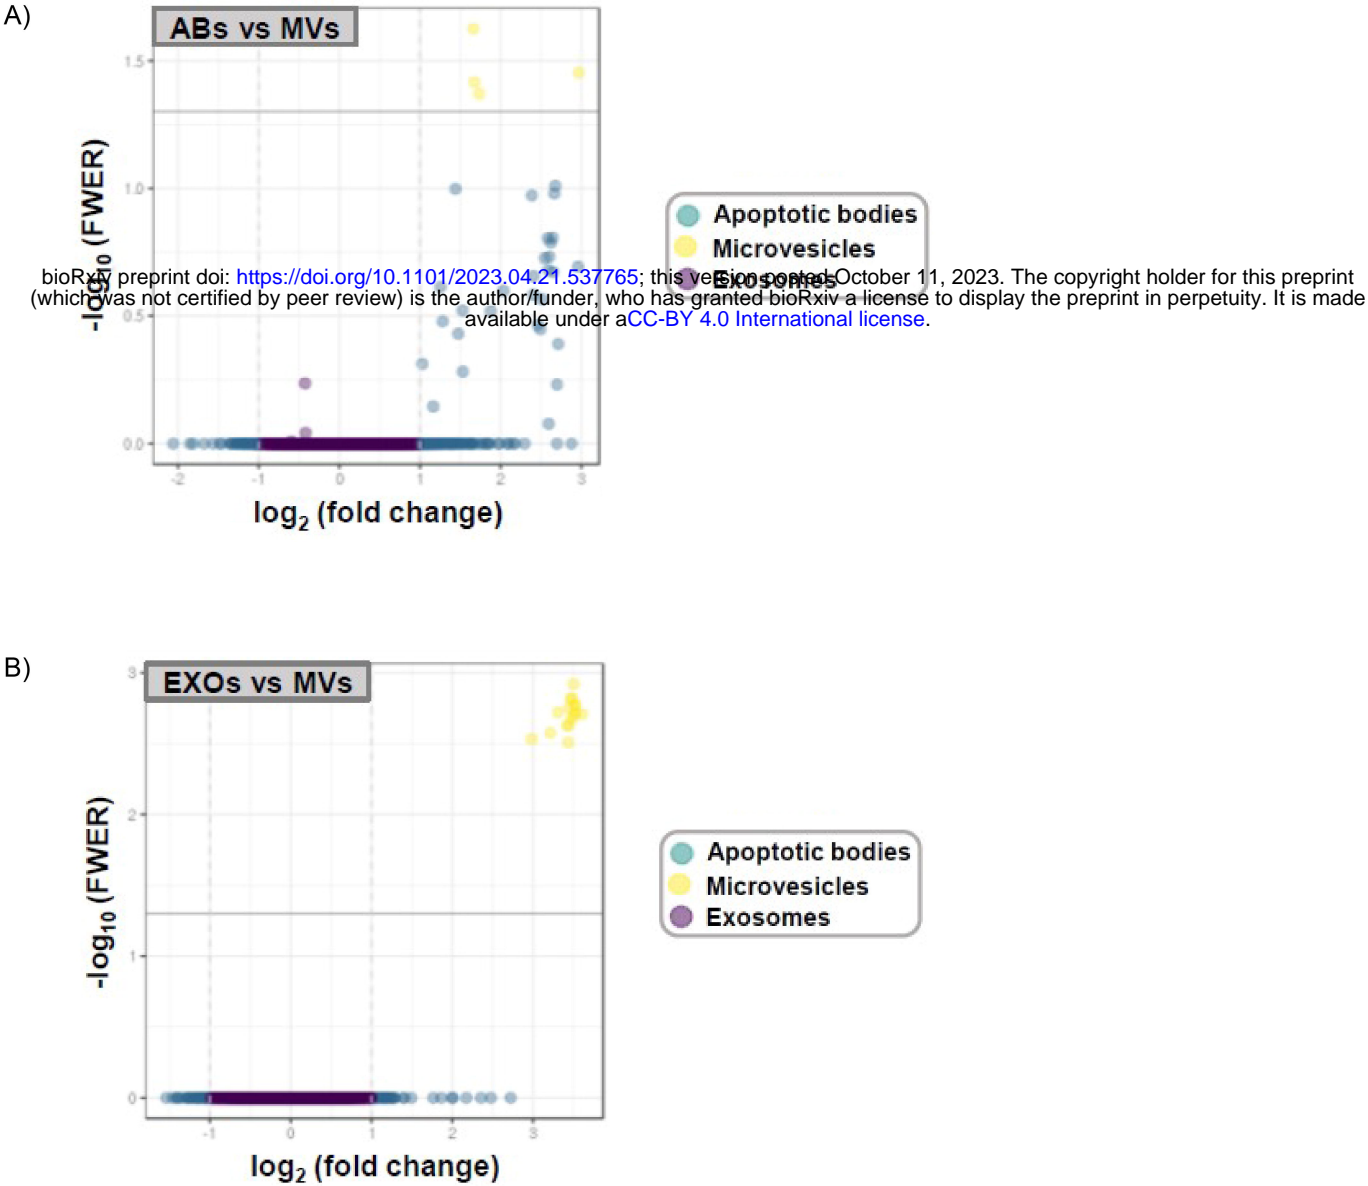 A)
ABs vs MVs
1.5
1.0
0.5
0.0
-log10 (FWER)
-2 -1 0 1 2 3
log2 (fold change)
Apoptotic bodies
Microvesicles
Exosomes
bioRxiv preprint doi: https://doi.org/10.1101/2023.04.21.537765; this version posted October 11, 2023. The copyright holder for this preprint
(which was not certified by peer review) is the author/funder, who has granted bioRxiv a license to display the preprint in perpetuity. It is made
available under aCC-BY 4.0 International license.
B)
EXOs vs MVs
3
2
1
0
-log10 (FWER)
-1 0 1 2 3
log2 (fold change)
Apoptotic bodies
Microvesicles
Exosomes